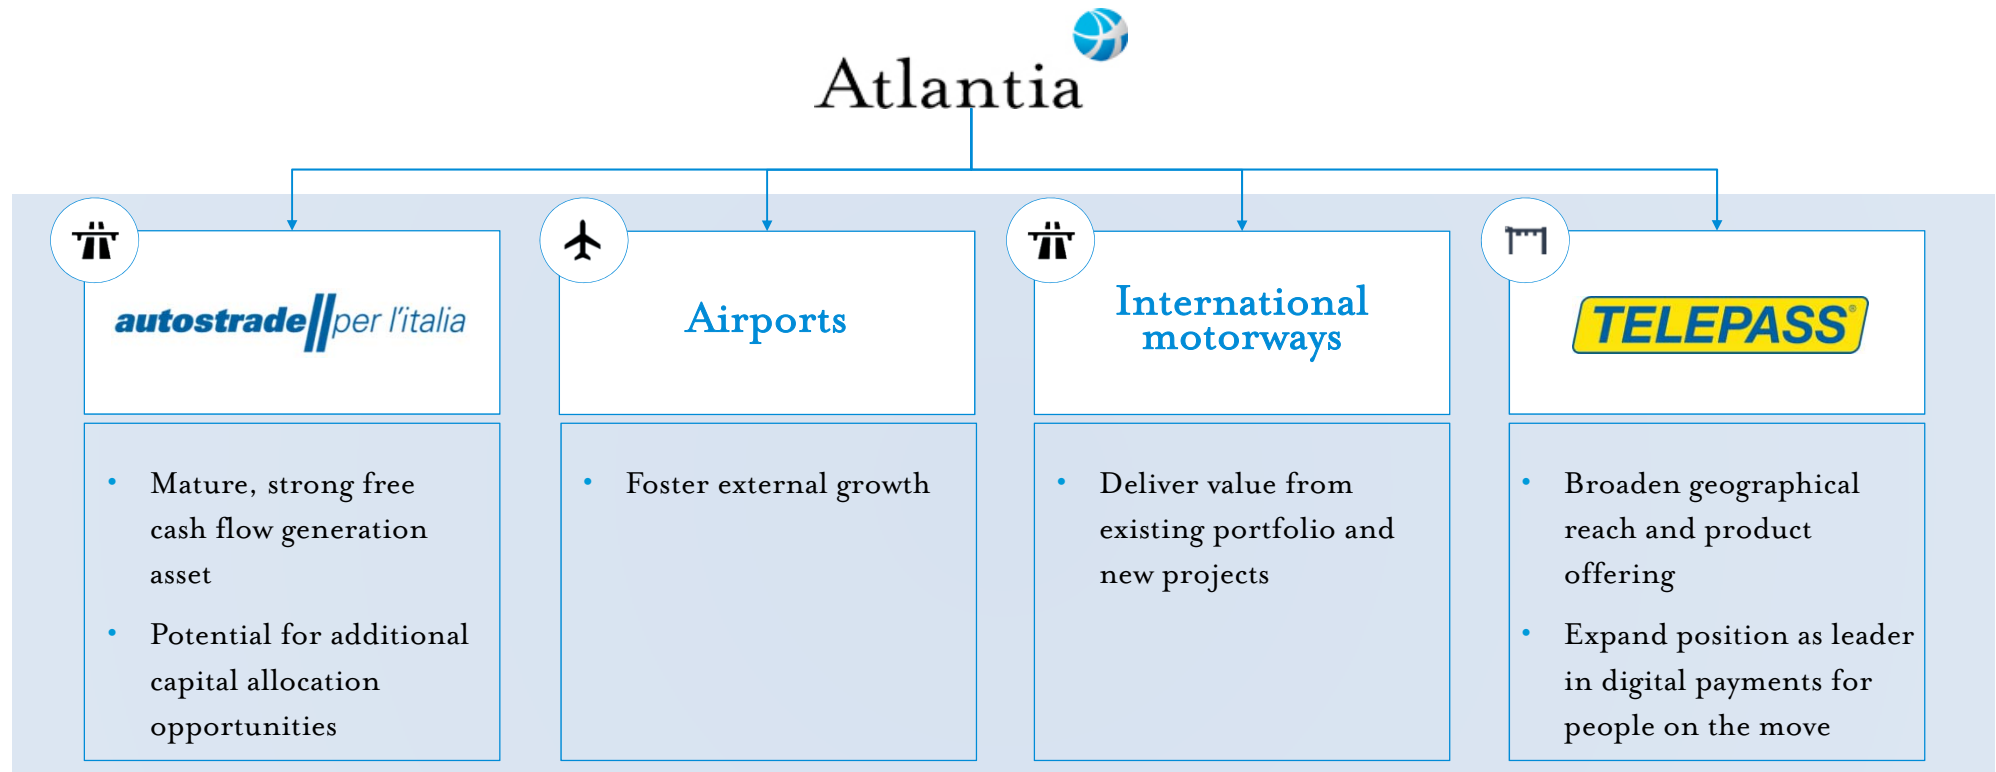 Atlantia
autostrade per l'italia
Airports
International
motorways
TELEPASS®
• Mature, strong free
cash flow generation
asset
• Potential for additional
capital allocation
opportunities
• Foster external growth
• Deliver value from
existing portfolio and
new projects
• Broaden geographical
reach and product
offering
• Expand position as leader
in digital payments for
people on the move